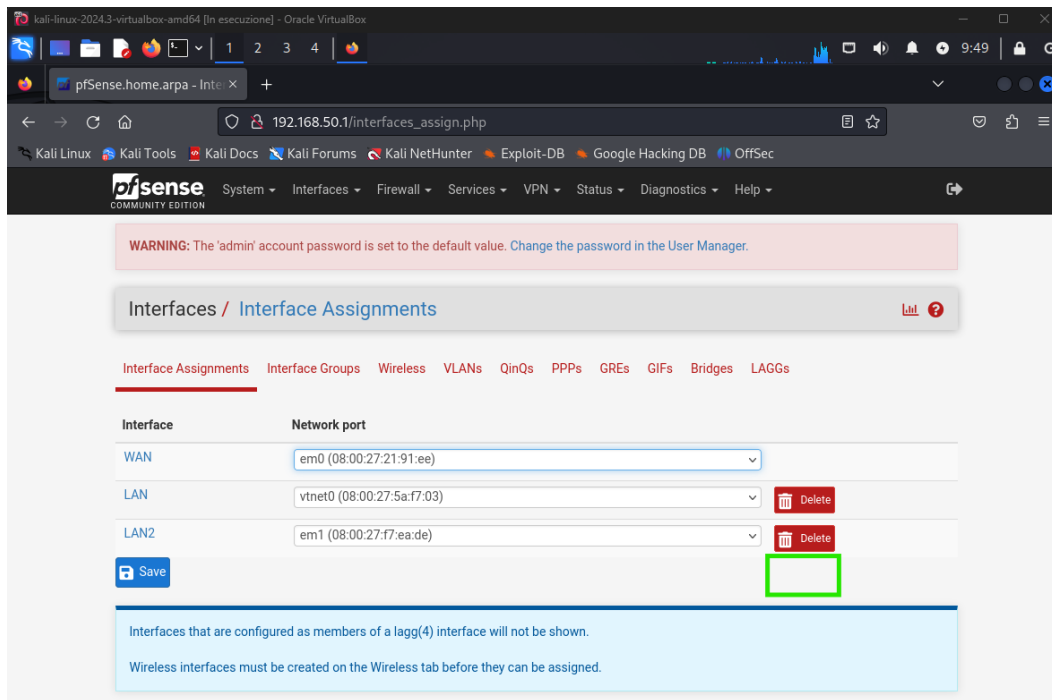 kali-linux-2024.3-virtualbox-amd64 [In esecuzione] - Oracle VirtualBox
1 2 3 4 9:49
pfSense.home.arpa - Inte
192.168.50.1/interfaces_assign.php
Kali Linux Kali Tools Kali Docs Kali Forums Kali NetHunter Exploit-DB Google Hacking DB OffSec
pfsense System Interfaces Firewall Services VPN Status Diagnostics Help
COMMUNITY EDITION
WARNING: The 'admin' account password is set to the default value. Change the password in the User Manager.
Interfaces / Interface Assignments
Interface Assignments Interface Groups Wireless VLANs QinQs PPPs GREs GIFs Bridges LAGGs
Interface Network port
WAN em0 (08:00:27:21:91:ee)
LAN vtnet0 (08:00:27:5a:f7:03) Delete
LAN2 em1 (08:00:27:f7:ea:de) Delete
Save
Interfaces that are configured as members of a lagg(4) interface will not be shown.
Wireless interfaces must be created on the Wireless tab before they can be assigned.